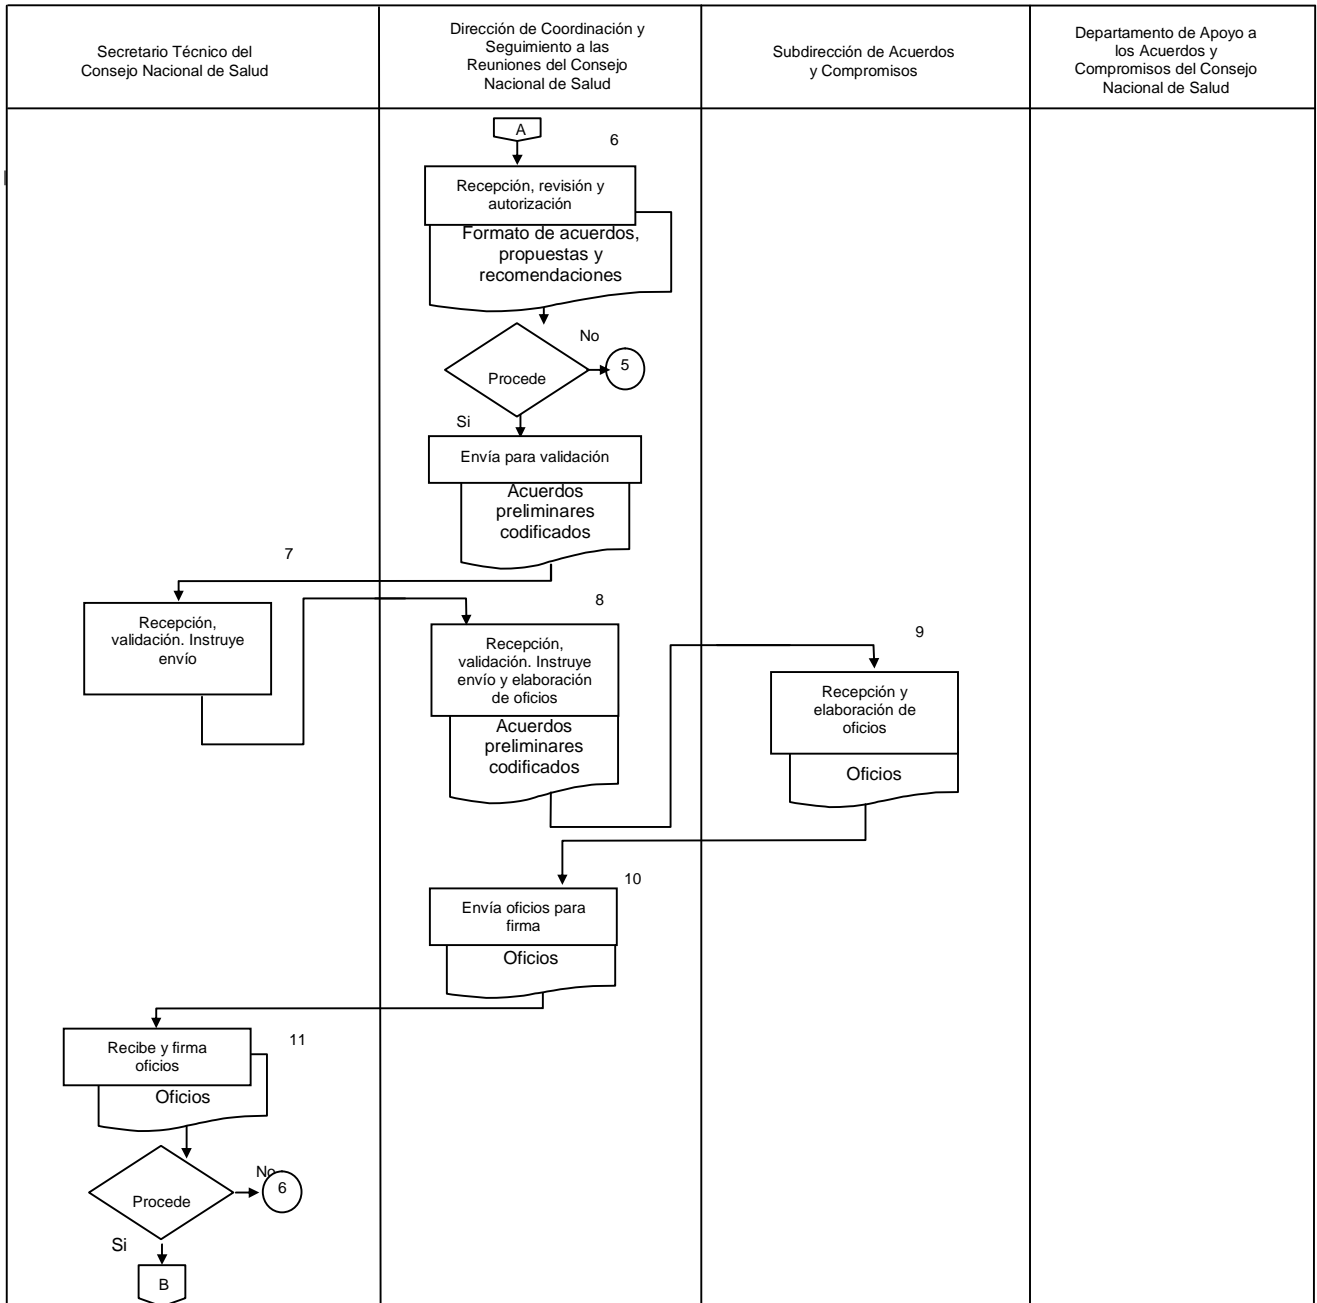 Secretario Técnico del
Consejo Nacional de Salud
Dirección de Coordinación y
Seguimiento a las
Reuniones del Consejo
Nacional de Salud
Subdirección de Acuerdos
y Compromisos
Departamento de Apoyo a
los Acuerdos y
Compromisos del Consejo
Nacional de Salud
A
6
Recepción, revisión y
autorización
Formato de acuerdos,
propuestas y
recomendaciones
No
Procede
5
Si
Envía para validación
Acuerdos
preliminares
codificados
7
Recepción,
validación. Instruye
envío
8
Recepción,
validación. Instruye
envío y elaboración
de oficios
Acuerdos
preliminares
codificados
9
Recepción y
elaboración de
oficios
Oficios
10
Envía oficios para
firma
Oficios
11
Recibe y firma
oficios
Oficios
No
Procede
6
Si
B